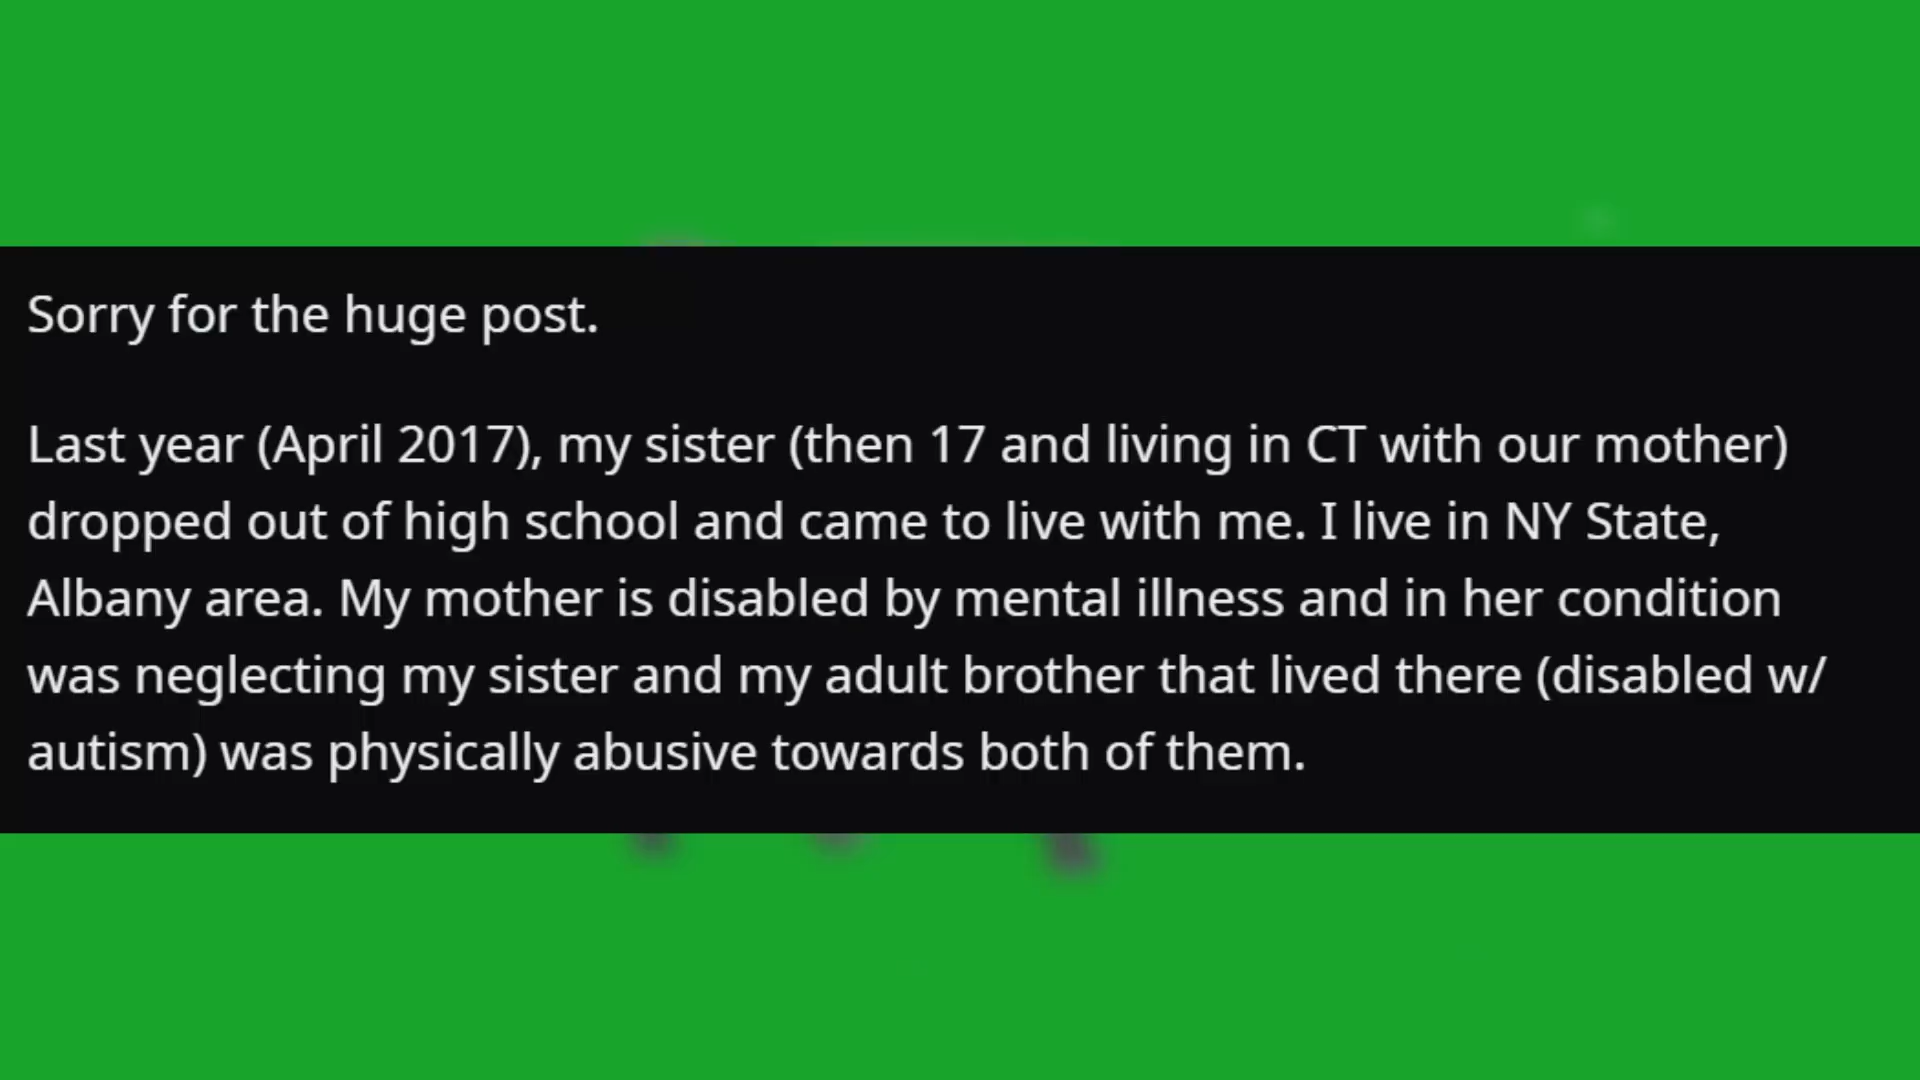 Sorry for the huge post.
Last year (April 2017), my sister (then 17 and living in CT with our mother)
dropped out of high school and came to live with me. I live in NY State,
Albany area. My mother is disabled by mental illness and in her condition
was neglecting my sister and my adult brother that lived there (disabled w/
autism) was physically abusive towards both of them.